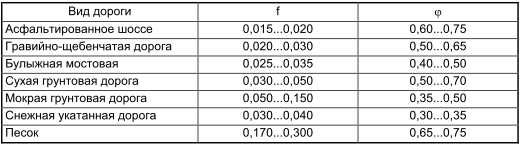 Вид дороги f φ
Асфальтированное шоссе 0,015...0,020 0,60...0,75
Гравийно-щебенчатая дорога 0,020...0,030 0,50...0,65
Булыжная мостовая 0,025...0,035 0,40...0,50
Сухая грунтовая дорога 0,030...0,050 0,50...0,70
Мокрая грунтовая дорога 0,050...0,150 0,35...0,50
Снежная укатанная дорога 0,030...0,040 0,30...0,35
Песок 0,170...0,300 0,65...0,75